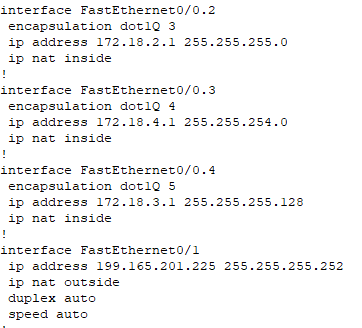 interface FastEthernet0/0.2
 encapsulation dot1Q 3
 ip address 172.18.2.1 255.255.255.0
 ip nat inside
!
interface FastEthernet0/0.3
 encapsulation dot1Q 4
 ip address 172.18.4.1 255.255.254.0
 ip nat inside
!
interface FastEthernet0/0.4
 encapsulation dot1Q 5
 ip address 172.18.3.1 255.255.255.128
 ip nat inside
!
interface FastEthernet0/1
 ip address 199.165.201.225 255.255.255.252
 ip nat outside
 duplex auto
 speed auto